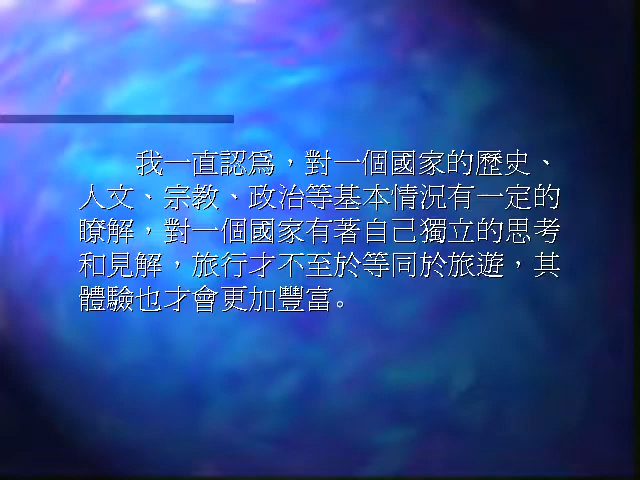 我一直認為，對一個國家的歷史、
人文、宗教、政治等基本情況有一定的
瞭解，對一個國家有著自己獨立的思考
和見解，旅行才不至於等同於旅遊，其
體驗也才會更加豐富。